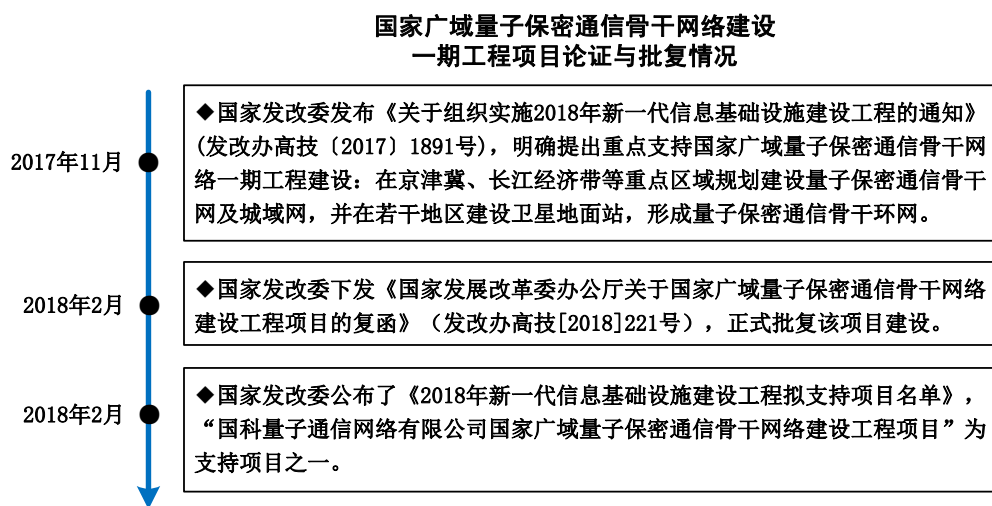 国家广域量子保密通信骨干网络建设
一期工程项目论证与批复情况
2017年11月
◆国家发改委发布《关于组织实施2018年新一代信息基础设施建设工程的通知》
(发改办高技〔2017〕1891号)，明确提出重点支持国家广域量子保密通信骨干网
络一期工程建设：在京津冀、长江经济带等重点区域规划建设量子保密通信骨干
网及城域网，并在若干地区建设卫星地面站，形成量子保密通信骨干环网。
2018年2月
◆国家发改委下发《国家发展改革委办公厅关于国家广域量子保密通信骨干网络
建设工程项目的复函》（发改办高技[2018]221号），正式批复该项目建设。
2018年2月
◆国家发改委公布了《2018年新一代信息基础设施建设工程拟支持项目名单》，
“国科量子通信网络有限公司国家广域量子保密通信骨干网络建设工程项目”为
支持项目之一。